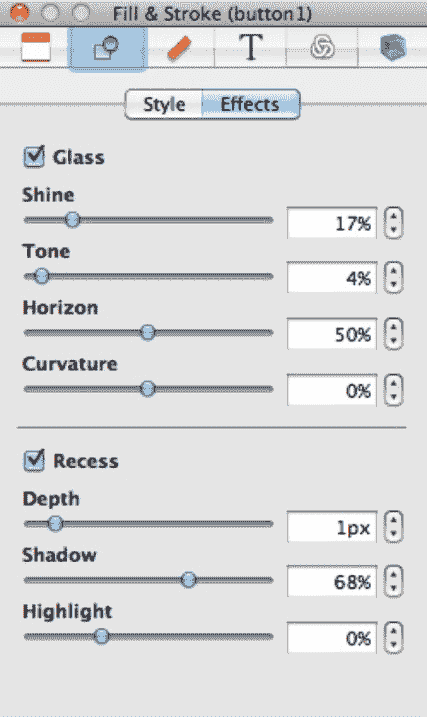 Fill & Stroke (button1)
T
Style Effects
Glass
Shine
17%
Tone
4%
Horizon
50%
Curvature
0%
Recess
Depth
1px
Shadow
68%
Highlight
0%